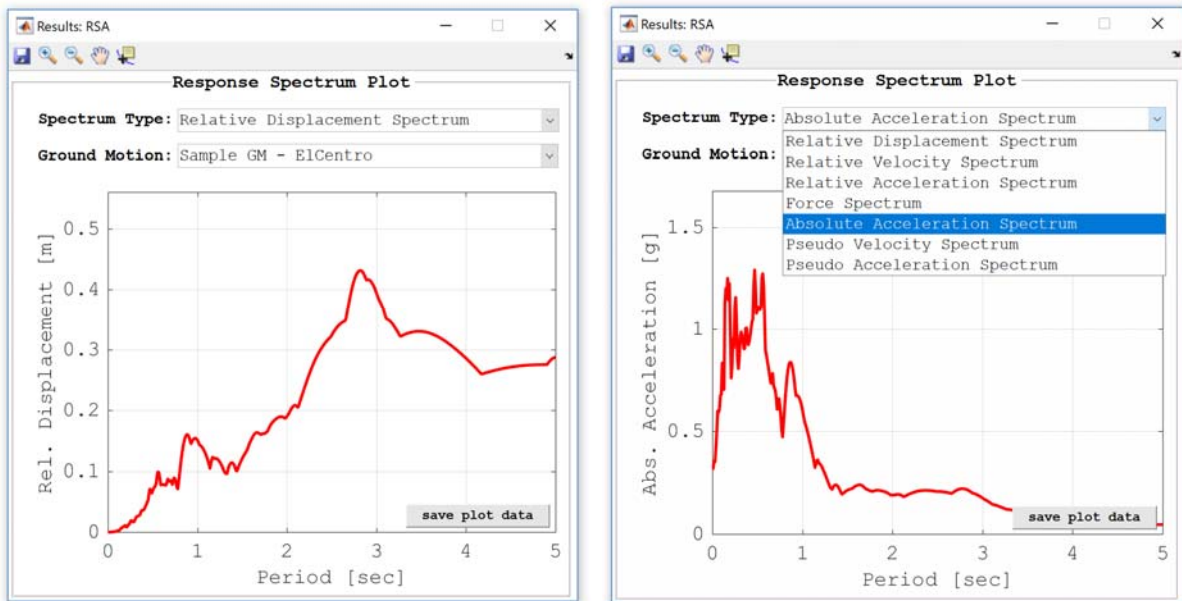 Results: RSA
Response Spectrum Plot
Spectrum Type: Relative Displacement Spectrum
Ground Motion: Sample GM - ElCentro
Rel. Displacement [m]
0.5
0.4
0.3
0.2
0.1
0
save plot data
0 1 2 3 4 5
Period [sec]
Results: RSA
Response Spectrum Plot
Spectrum Type: Absolute Acceleration Spectrum
Relative Displacement Spectrum
Ground Motion:
Relative Velocity Spectrum
Relative Acceleration Spectrum
Force Spectrum
Absolute Acceleration Spectrum
Pseudo Velocity Spectrum
Pseudo Acceleration Spectrum
Abs. Acceleration [g]
1.5
1
0.5
0
save plot data
0 1 2 3 4 5
Period [sec]